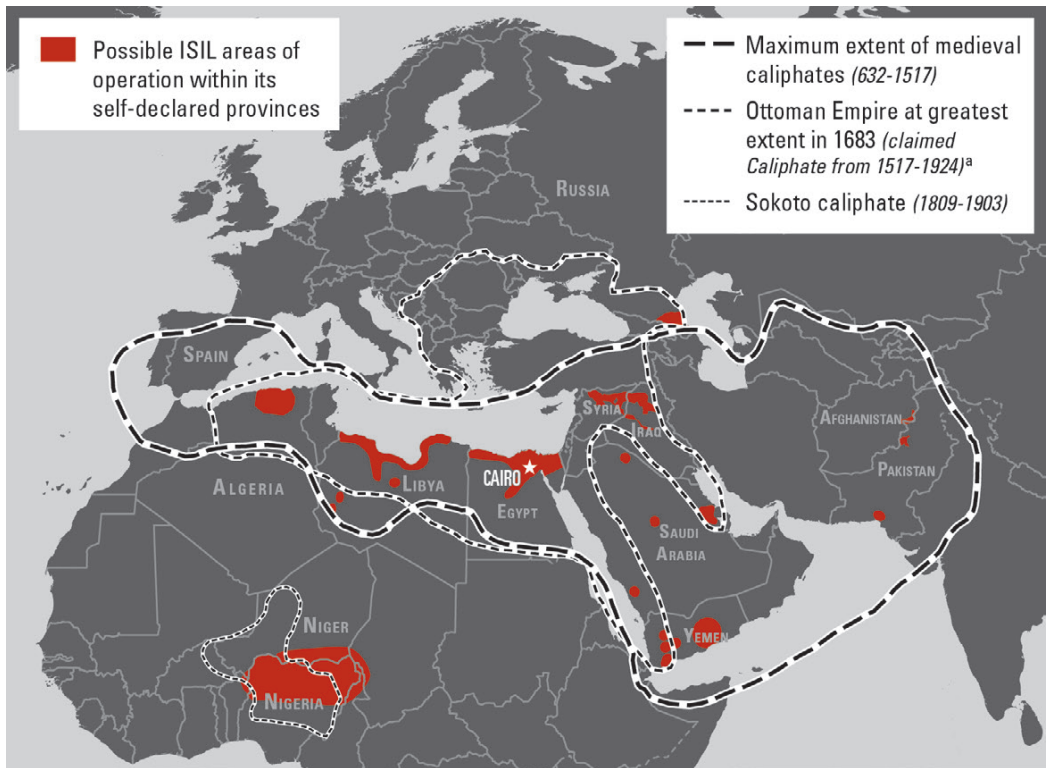 Possible ISIL areas of
operation within its
self-declared provinces
Maximum extent of medieval
caliphates (632-1517)
Ottoman Empire at greatest
extent in 1683 (claimed
Caliphate from 1517-1924)ᵃ
Sokoto caliphate (1809-1903)
RUSSIA
SPAIN
SYRIA
IRAQ
AFGHANISTAN
PAKISTAN
ALGERIA
LIBYA
CAIRO
EGYPT
SAUDI
ARABIA
NIGER
YEMEN
NIGERIA